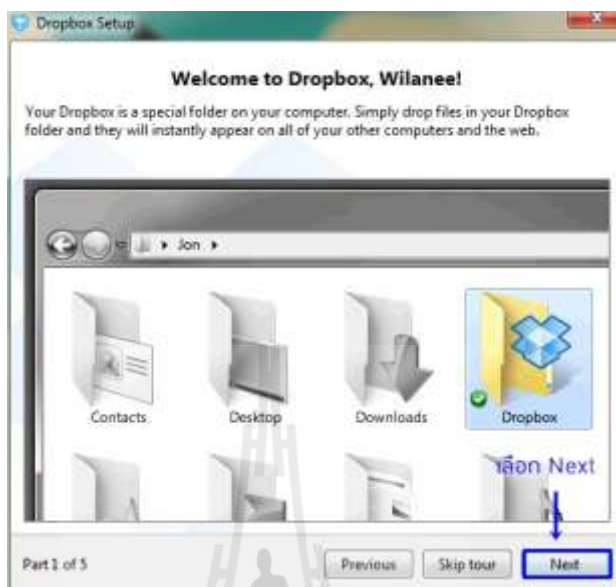 Dropbox Setup
Welcome to Dropbox, Wilanee!
Your Dropbox is a special folder on your computer. Simply drop files in your Dropbox
folder and they will instantly appear on all of your other computers and the web.
Jon
Contacts Desktop Downloads Dropbox
เลือก Next
Part 1 of 5 Previous Skip tour Next